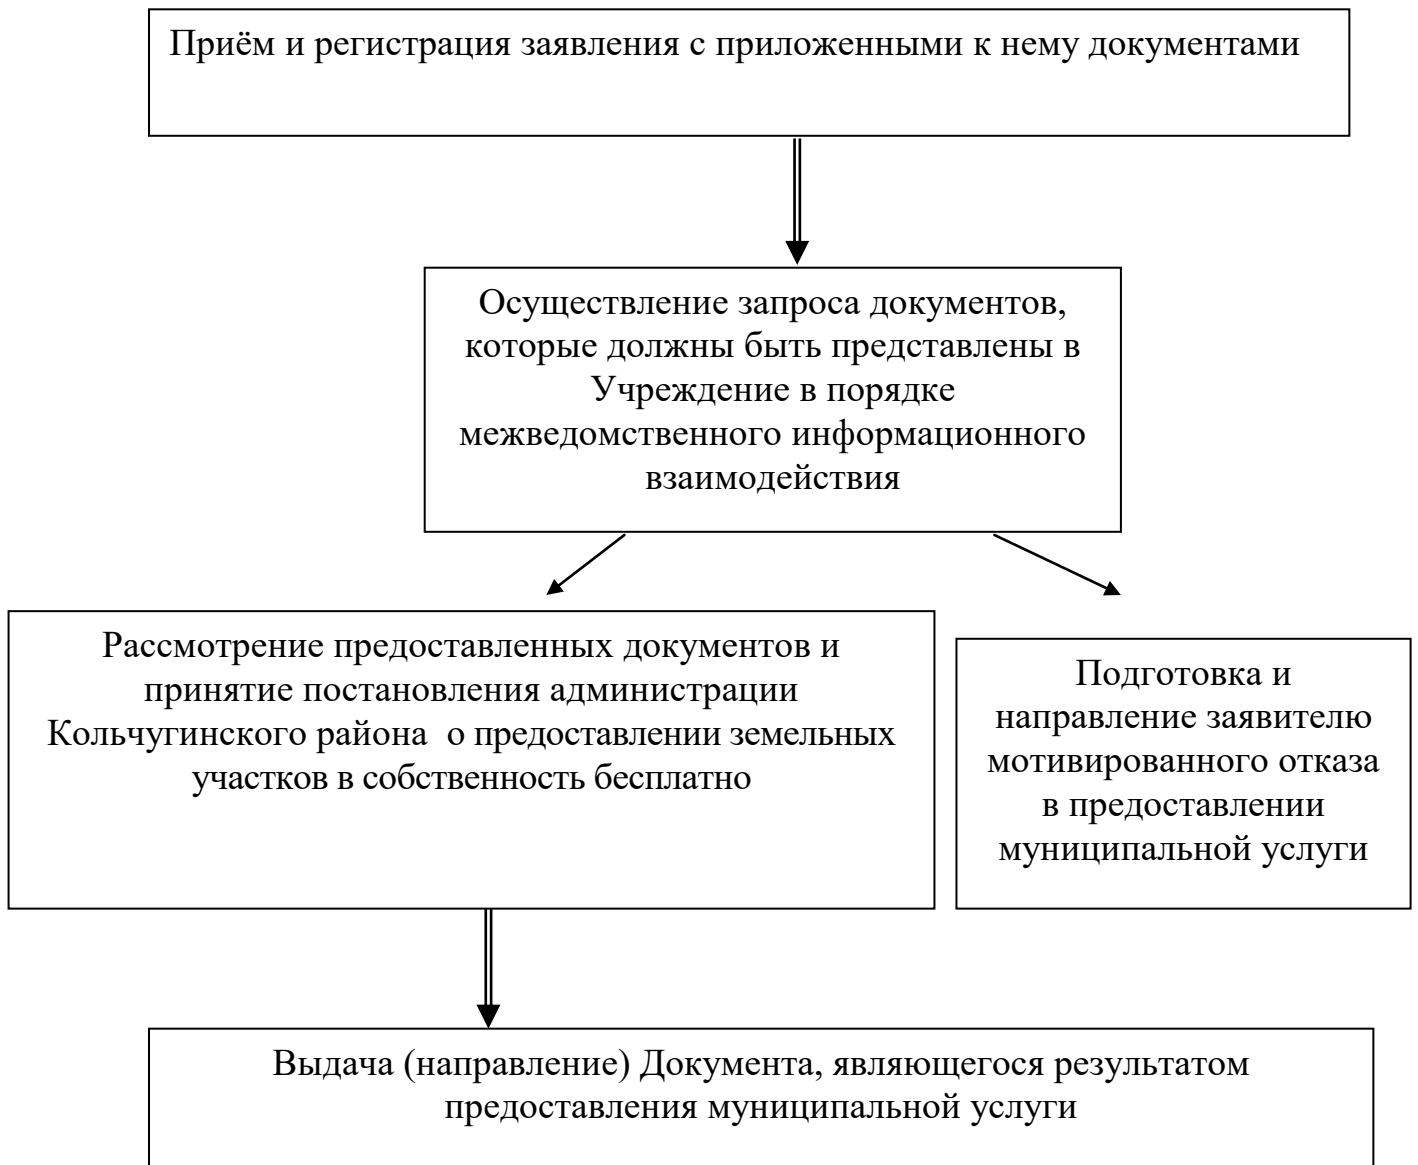 Приём и регистрация заявления с приложенными к нему документами
Осуществление запроса документов,
которые должны быть представлены в
Учреждение в порядке
межведомственного информационного
взаимодействия
Рассмотрение предоставленных документов и
принятие постановления администрации
Кольчугинского района  о предоставлении земельных
участков в собственность бесплатно
Подготовка и
направление заявителю
мотивированного отказа
в предоставлении
муниципальной услуги
Выдача (направление) Документа, являющегося результатом
предоставления муниципальной услуги